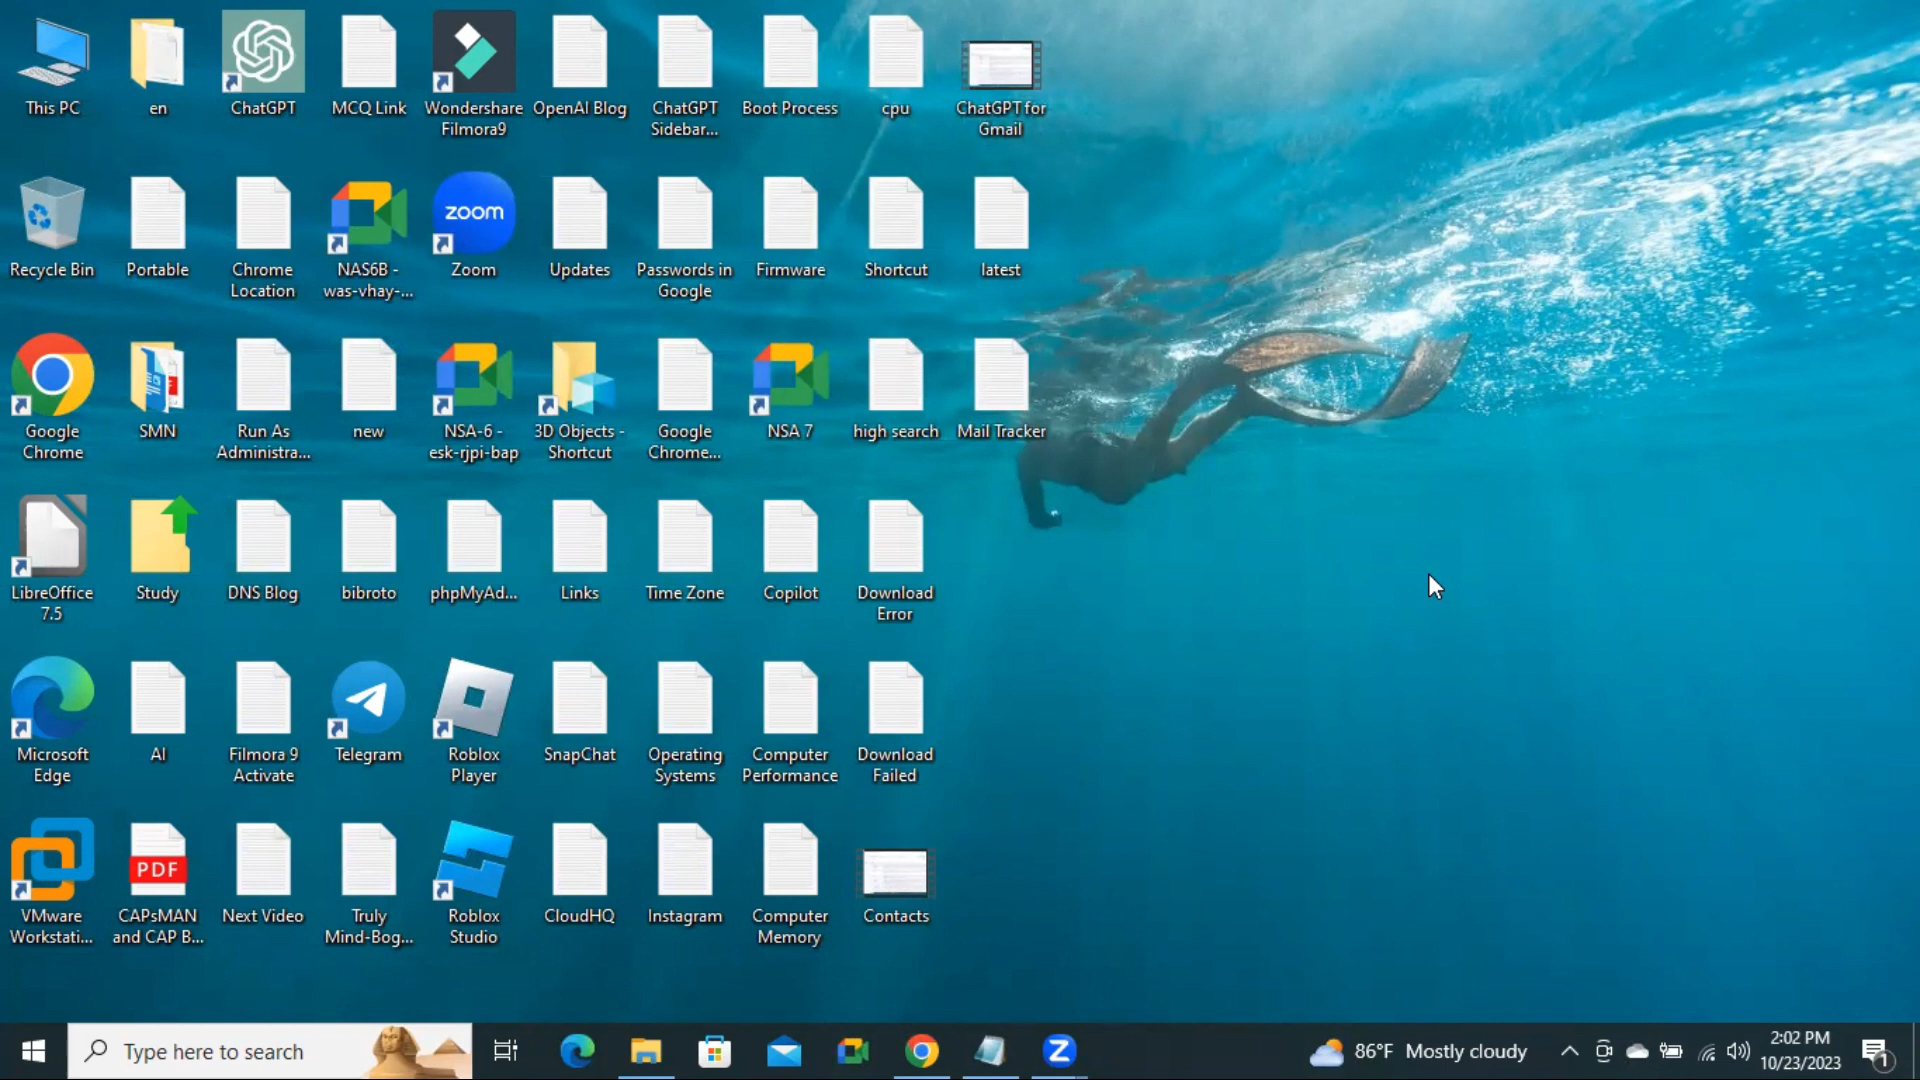 This PC
en
ChatGPT
MCQ Link
Wondershare
Filmora9
OpenAI Blog
ChatGPT
Sidebar...
Boot Process
cpu
ChatGPT for
Gmail
Recycle Bin
Portable
Chrome
Location
NAS6B -
was-vhay-...
zoom
Zoom
Updates
Passwords in
Google
Firmware
Shortcut
latest
Google
Chrome
SMN
Run As
Administra...
new
NSA-6 -
esk-rjpi-bap
3D Objects -
Shortcut
Google
Chrome...
NSA 7
high search
Mail Tracker
LibreOffice
7.5
Study
DNS Blog
bibroto
phpMyAd...
Links
Time Zone
Copilot
Download
Error
Microsoft
Edge
AI
Filmora 9
Activate
Telegram
Roblox
Player
SnapChat
Operating
Systems
Computer
Performance
Download
Failed
VMware
Workstati...
PDF
CAPsMAN
and CAP B...
Next Video
Truly
Mind-Bog...
Roblox
Studio
CloudHQ
Instagram
Computer
Memory
Contacts
Type here to search
Z
86°F Mostly cloudy
2:02 PM
10/23/2023
1